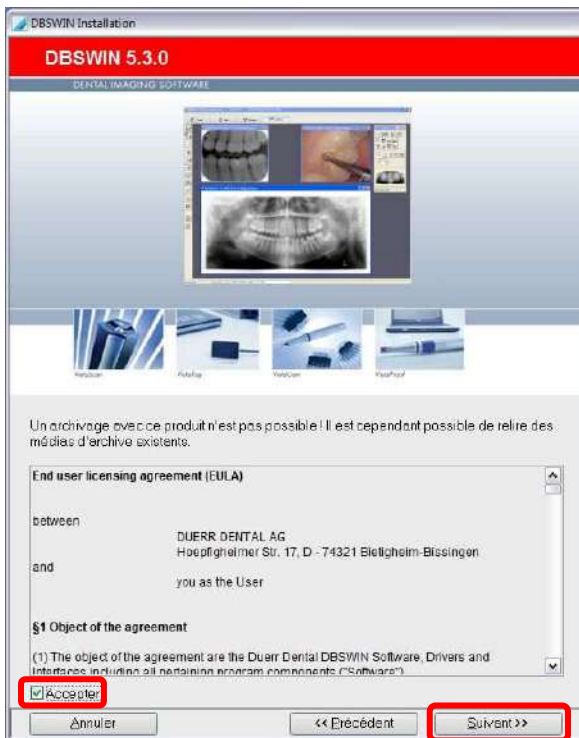 DBSWIN Installation
DBSWIN 5.3.0
DENTAL IMAGING SOFTWARE
VistaScan
VistaRay
VistaCam
VistaProof
Un archivage avec ce produit n'est pas possible ! Il est cependant possible de relire des
médias d'archive existents.
End user licensing agreement (EULA)
between
DUERR DENTAL AG
Hoepfigheimer Str. 17, D - 74321 Bietigheim-Bissingen
and
you as the User
§1 Object of the agreement
(1) The object of the agreement are the Duerr Dental DBSWIN Software, Drivers and
Interfaces including all pertaining program components ("Software")
Accepter
Annuler
<< Précédent
Suivant >>